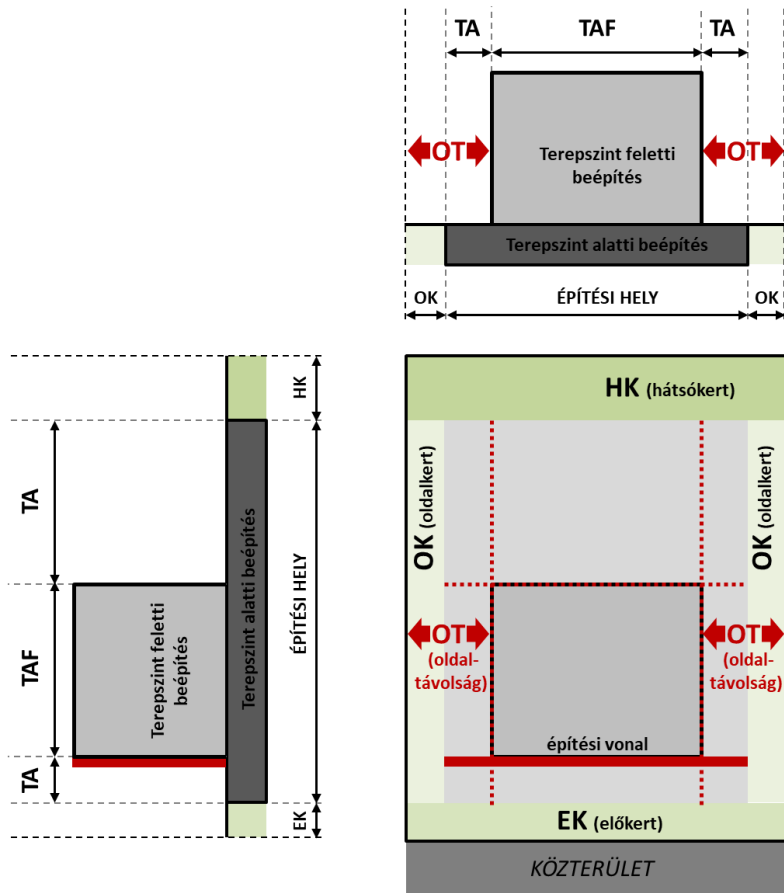 TA TAF TA
OT OT
Terepszint feletti
beépítés
Terepszint alatti beépítés
OK ÉPÍTÉSI HELY OK
HK
TA
TAF
TA
Terepszint feletti
beépítés
Terepszint alatti beépítés
ÉPÍTÉSI HELY
EK
HK (hátsókert)
OK (oldalkert)
OK (oldalkert)
OT
(oldal-
távolság)
OT
(oldal-
távolság)
építési vonal
EK (előkert)
KÖZTERÜLET